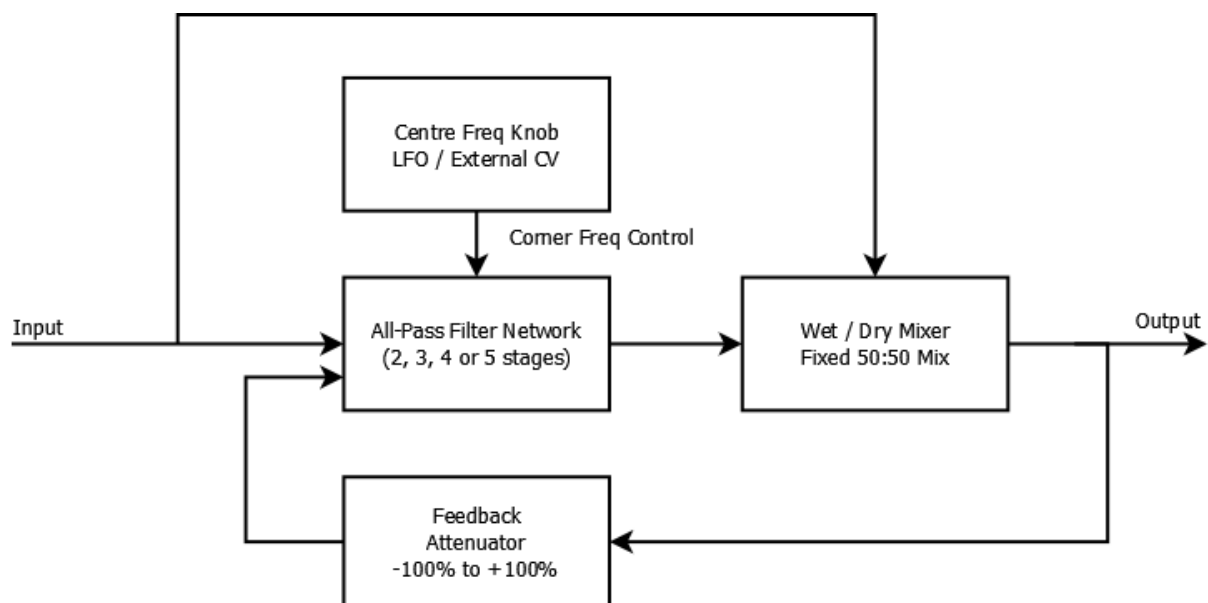 Centre Freq Knob
LFO / External CV
Corner Freq Control
Input
All-Pass Filter Network
(2, 3, 4 or 5 stages)
Wet / Dry Mixer
Fixed 50:50 Mix
Output
Feedback
Attenuator
-100% to +100%